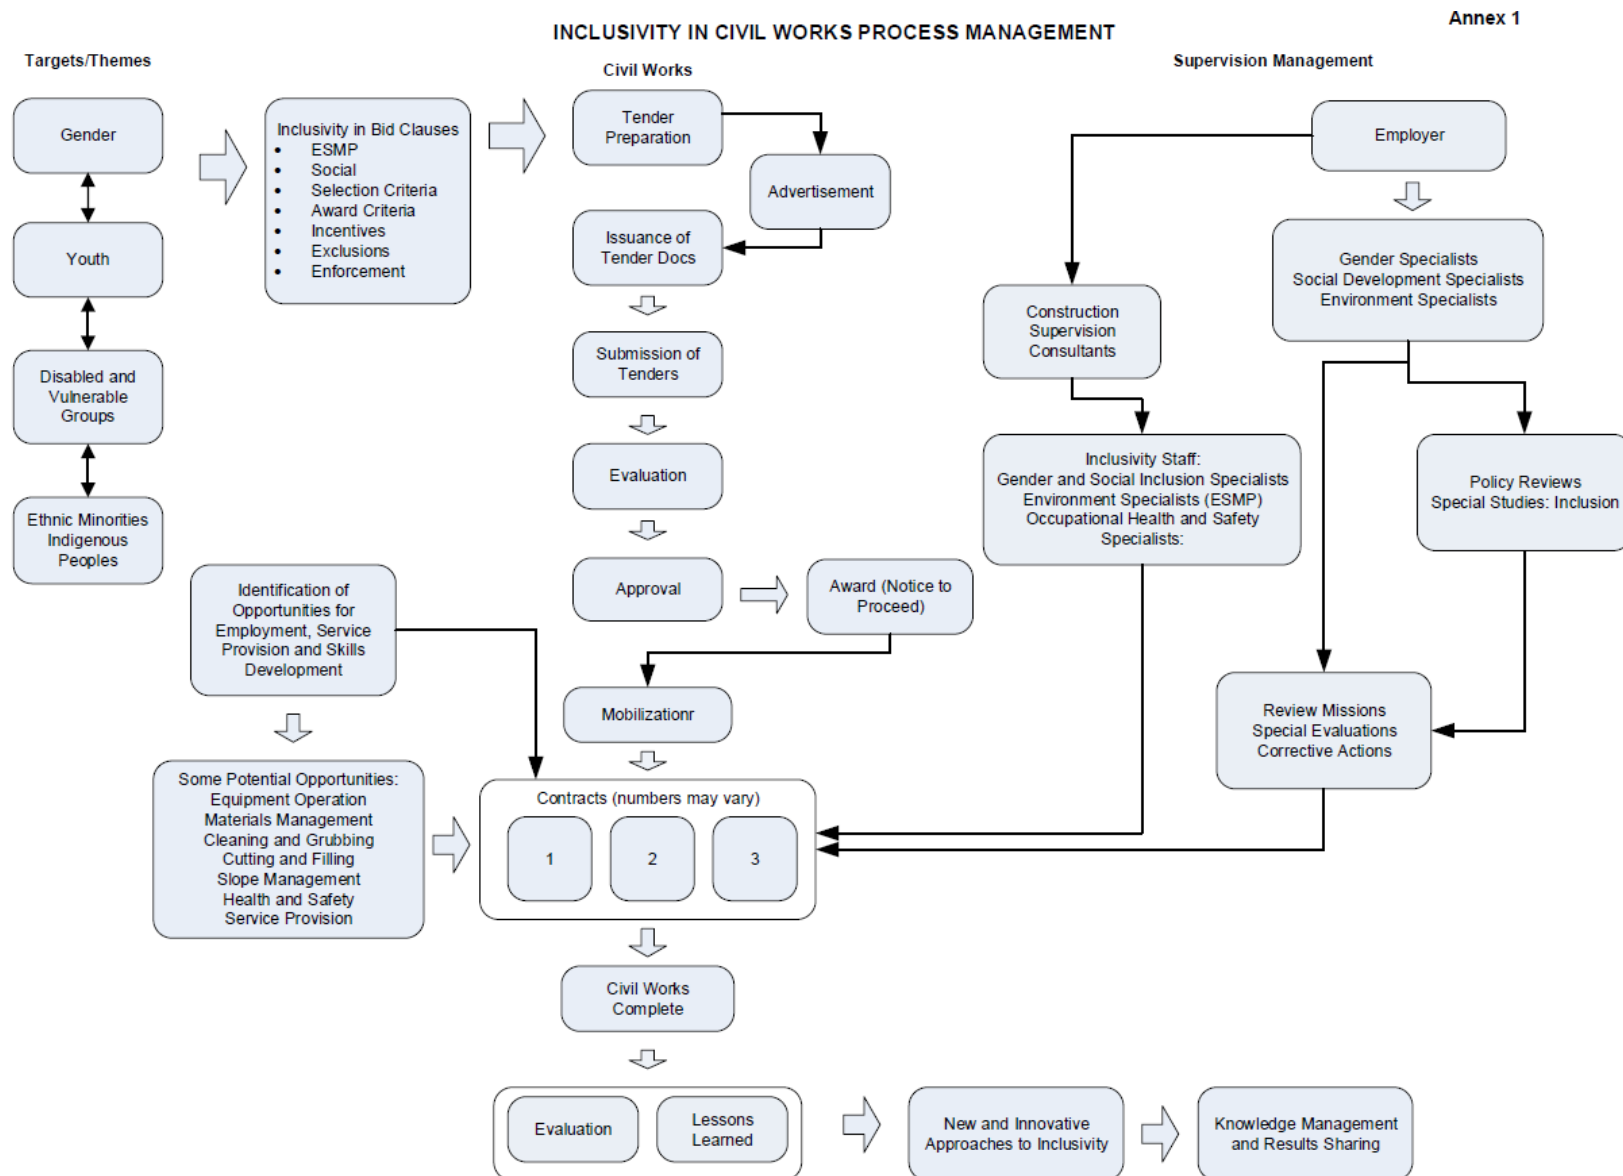 Annex 1
INCLUSIVITY IN CIVIL WORKS PROCESS MANAGEMENT
Targets/Themes
Civil Works
Supervision Management
Gender
Youth
Disabled and
Vulnerable
Groups
Ethnic Minorities
Indigenous
Peoples
Inclusivity in Bid Clauses
• ESMP
• Social
• Selection Criteria
• Award Criteria
• Incentives
• Exclusions
• Enforcement
Tender
Preparation
Advertisement
Issuance of
Tender Docs
Submission of
Tenders
Evaluation
Approval
Award (Notice to
Proceed)
Mobilizationr
Identification of
Opportunities for
Employment, Service
Provision and Skills
Development
Some Potential Opportunities:
Equipment Operation
Materials Management
Cleaning and Grubbing
Cutting and Filling
Slope Management
Health and Safety
Service Provision
Contracts (numbers may vary)
1
2
3
Civil Works
Complete
Evaluation
Lessons
Learned
New and Innovative
Approaches to Inclusivity
Knowledge Management
and Results Sharing
Employer
Gender Specialists
Social Development Specialists
Environment Specialists
Construction
Supervision
Consultants
Inclusivity Staff:
Gender and Social Inclusion Specialists
Environment Specialists (ESMP)
Occupational Health and Safety
Specialists:
Policy Reviews
Special Studies: Inclusion
Review Missions
Special Evaluations
Corrective Actions